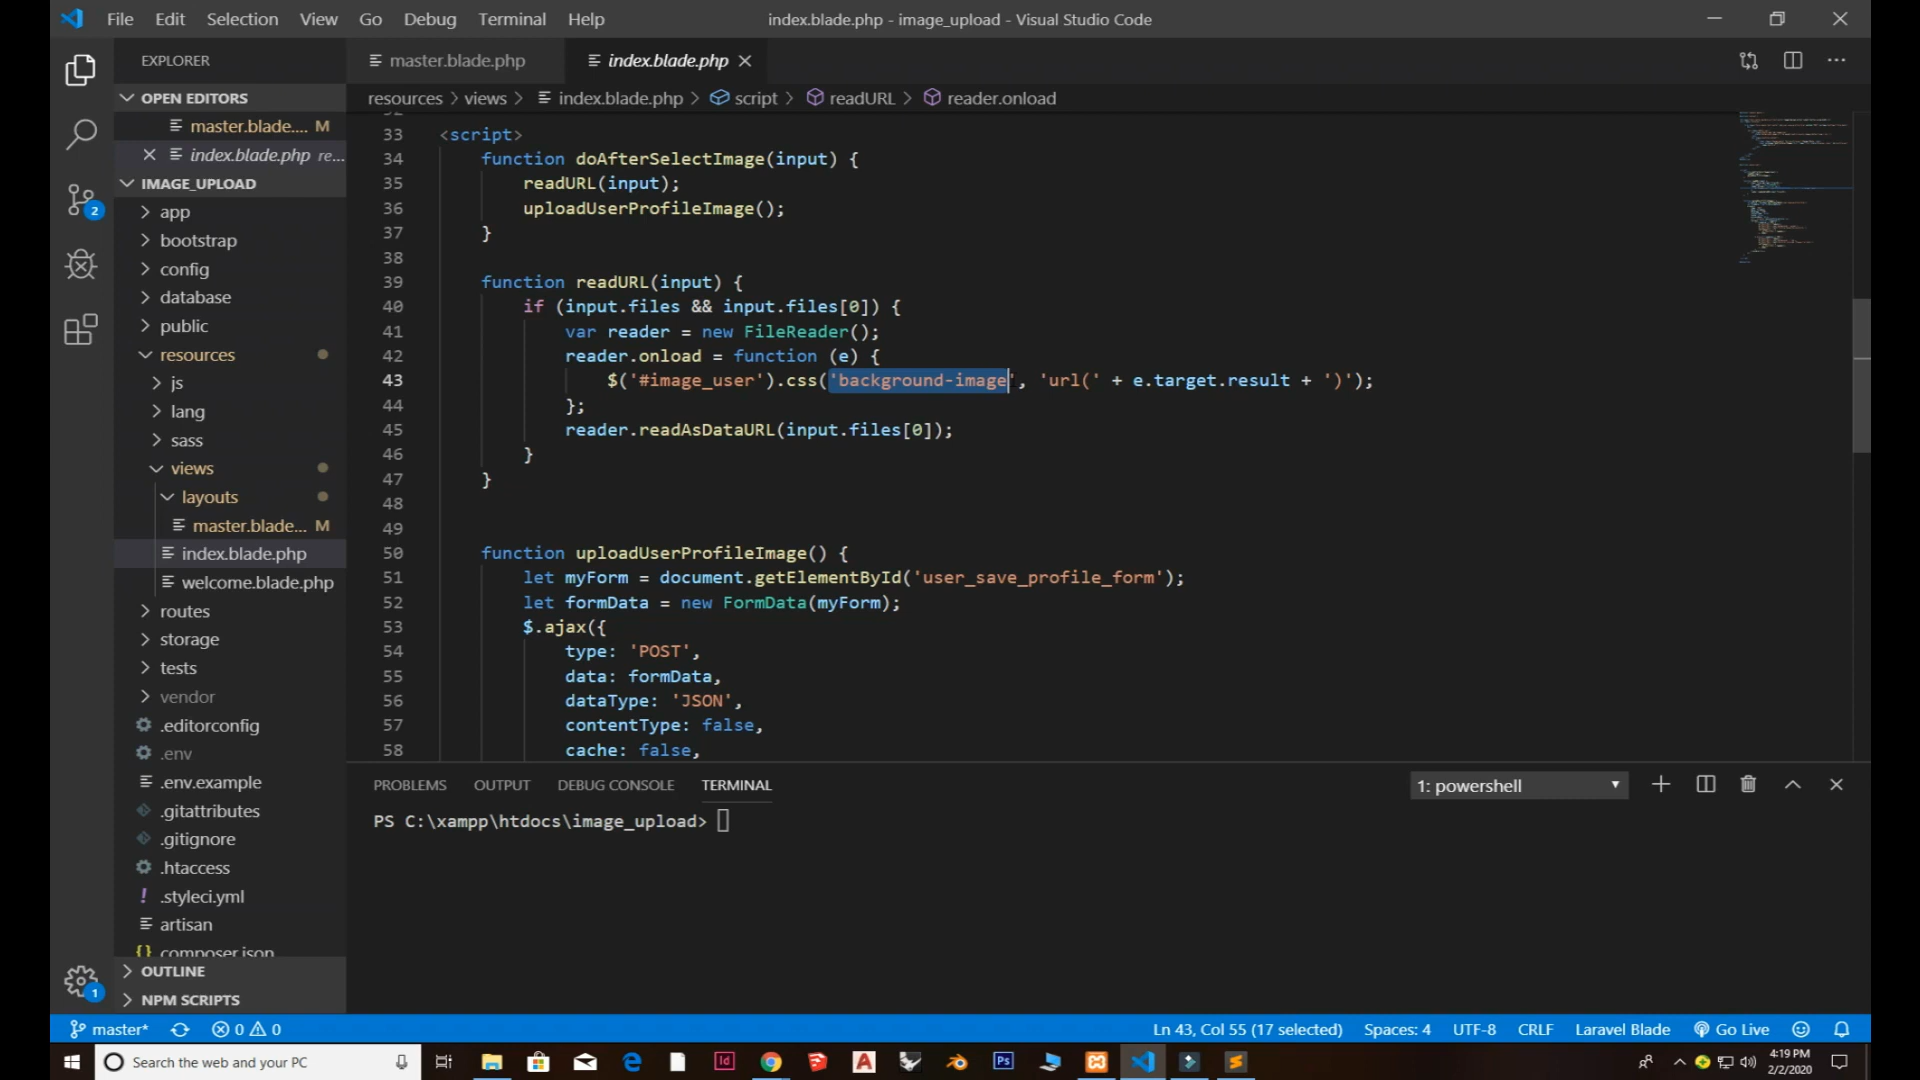 File Edit Selection View Go Debug Terminal Help
index.blade.php - image_upload - Visual Studio Code
EXPLORER
OPEN EDITORS
master.blade.... M
index.blade.php re...
IMAGE_UPLOAD
app
bootstrap
config
database
public
resources
js
lang
sass
views
layouts
master.blade... M
index.blade.php
welcome.blade.php
routes
storage
tests
vendor
.editorconfig
.env
.env.example
.gitattributes
.gitignore
.htaccess
.styleci.yml
artisan
composer.json
OUTLINE
NPM SCRIPTS
2
1
master.blade.php
index.blade.php
resources > views > index.blade.php > script > readURL > reader.onload
33 <script>
34 function doAfterSelectImage(input) {
35 readURL(input);
36 uploadUserProfileImage();
37 }
38
39 function readURL(input) {
40 if (input.files && input.files[0]) {
41 var reader = new FileReader();
42 reader.onload = function (e) {
43 $('#image_user').css('background-image', 'url(' + e.target.result + ')');
44 };
45 reader.readAsDataURL(input.files[0]);
46 }
47 }
48
49
50 function uploadUserProfileImage() {
51 let myForm = document.getElementById('user_save_profile_form');
52 let formData = new FormData(myForm);
53 $.ajax({
54 type: 'POST',
55 data: formData,
56 dataType: 'JSON',
57 contentType: false,
58 cache: false,
PROBLEMS OUTPUT DEBUG CONSOLE TERMINAL
1: powershell
PS C:\xampp\htdocs\image_upload>
master* 0 0
Ln 43, Col 55 (17 selected) Spaces: 4 UTF-8 CRLF Laravel Blade Go Live
Search the web and your PC
Id
Ps
4:19 PM
2/2/2020